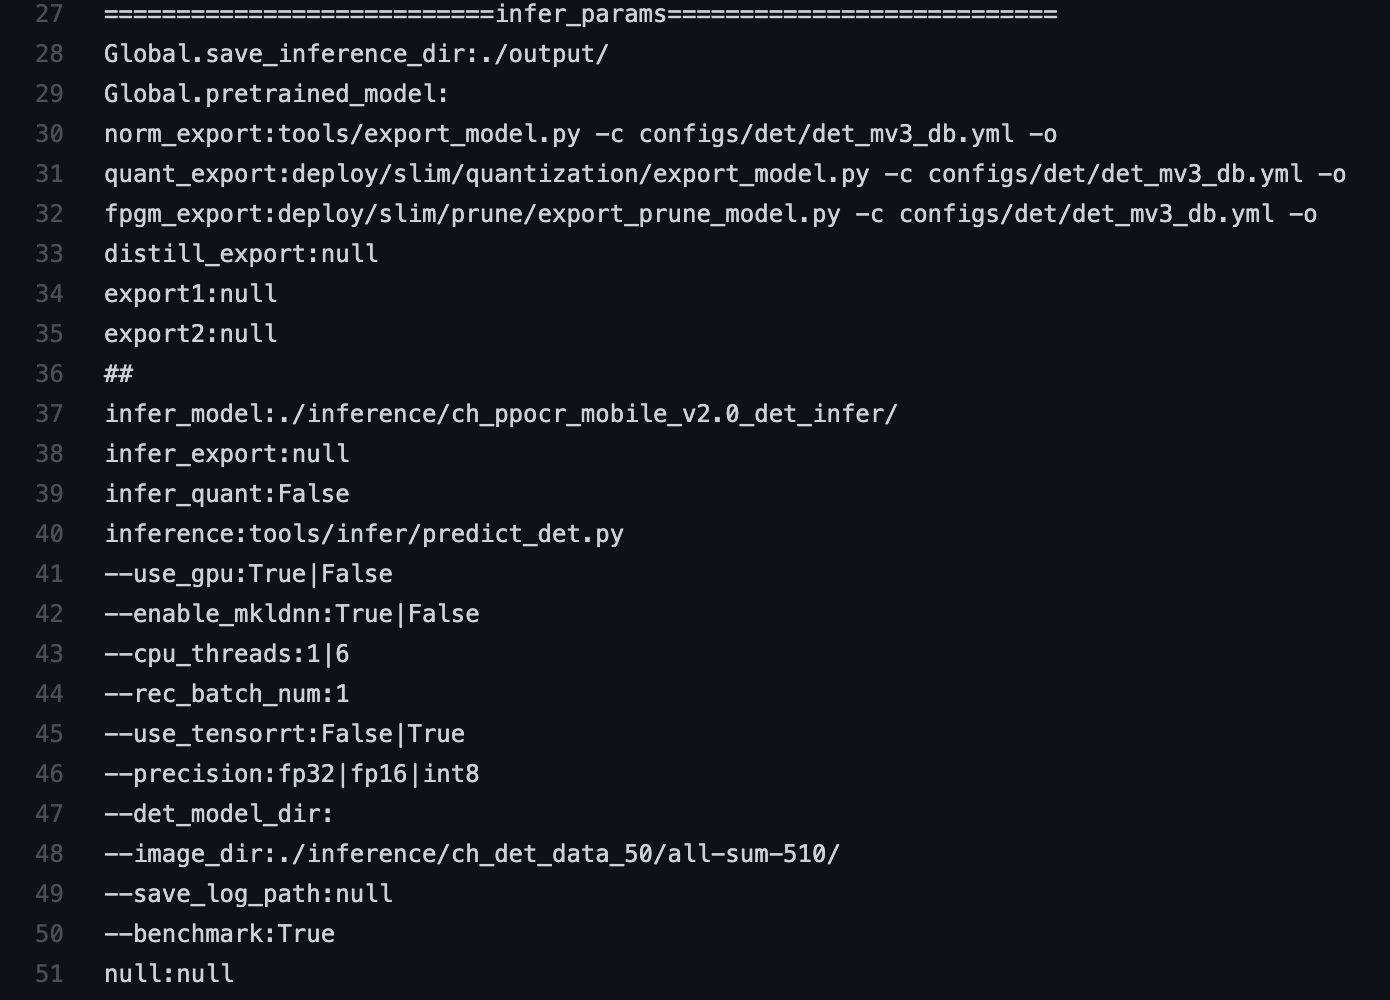 27 ===========================infer_params===========================
28 Global.save_inference_dir:./output/
29 Global.pretrained_model:
30 norm_export:tools/export_model.py -c configs/det/det_mv3_db.yml -o
31 quant_export:deploy/slim/quantization/export_model.py -c configs/det/det_mv3_db.yml -o
32 fpgm_export:deploy/slim/prune/export_prune_model.py -c configs/det/det_mv3_db.yml -o
33 distill_export:null
34 export1:null
35 export2:null
36 ##
37 infer_model:./inference/ch_ppocr_mobile_v2.0_det_infer/
38 infer_export:null
39 infer_quant:False
40 inference:tools/infer/predict_det.py
41 --use_gpu:True|False
42 --enable_mkldnn:True|False
43 --cpu_threads:1|6
44 --rec_batch_num:1
45 --use_tensorrt:False|True
46 --precision:fp32|fp16|int8
47 --det_model_dir:
48 --image_dir:./inference/ch_det_data_50/all-sum-510/
49 --save_log_path:null
50 --benchmark:True
51 null:null